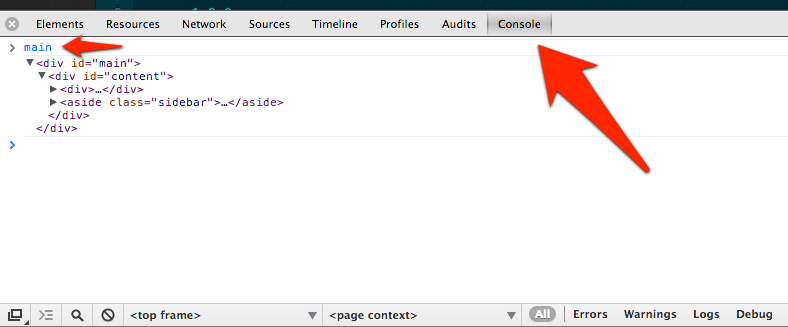 Elements Resources Network Sources Timeline Profiles Audits Console
> main
▼<div id="main">
▼<div id="content">
▶<div>…</div>
▶<aside class="sidebar">…</aside>
</div>
</div>
>
<top frame> ▼ <page context> ▼ All Errors Warnings Logs Debug